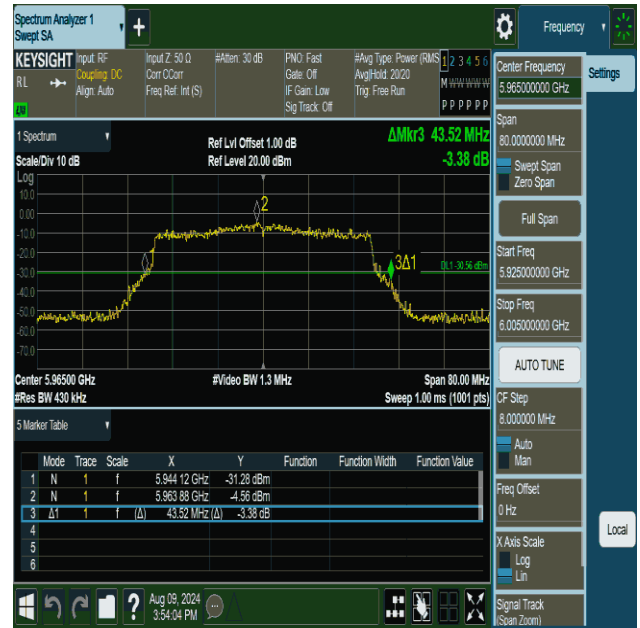 Spectrum Analyzer 1
Swept SA
+
Frequency
KEYSIGHT
RL
Input: RF
Coupling: DC
Align: Auto
Input Z: 50 Ω
Corr CCorr
Freq Ref: Int (S)
#Atten: 30 dB
PNO: Fast
Gate: Off
IF Gain: Low
Sig Track: Off
#Avg Type: Power (RMS
Avg|Hold: 20/20
Trig: Free Run
1 2 3 4 5 6
M W W W W W
P P P P P P
1 Spectrum
Scale/Div 10 dB
Ref Lvl Offset 1.00 dB
Ref Level 20.00 dBm
ΔMkr3 43.52 MHz
-3.38 dB
Log
10.0
0.00
-10.0
-20.0
-30.0
-40.0
-50.0
-60.0
-70.0
2
3Δ1
DL1 -30.56 dBm
Center 5.96500 GHz
#Res BW 430 kHz
#Video BW 1.3 MHz
Span 80.00 MHz
Sweep 1.00 ms (1001 pts)
5 Marker Table
Mode Trace Scale X Y Function Function Width Function Value
1 N 1 f 5.944 12 GHz -31.28 dBm
2 N 1 f 5.963 88 GHz -4.56 dBm
3 Δ1 1 f (Δ) 43.52 MHz (Δ) -3.38 dB
4
5
6
Aug 09, 2024
3:54:04 PM
?
Center Frequency
5.965000000 GHz
Settings
Span
80.0000000 MHz
Swept Span
Zero Span
Full Span
Start Freq
5.925000000 GHz
Stop Freq
6.005000000 GHz
AUTO TUNE
CF Step
8.000000 MHz
Auto
Man
Freq Offset
0 Hz
X Axis Scale
Log
Lin
Local
Signal Track
(Span Zoom)